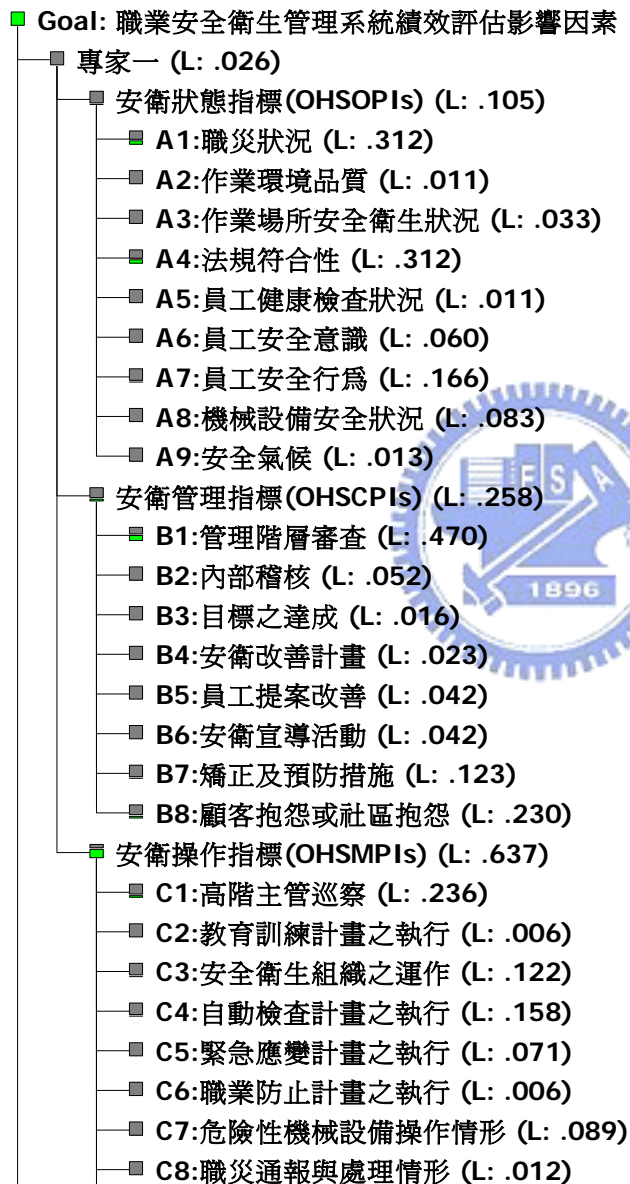 Goal: 職業安全衛生管理系統績效評估影響因素
專家一 (L: .026)
安衛狀態指標(OHSOPIs) (L: .105)
A1:職災狀況 (L: .312)
A2:作業環境品質 (L: .011)
A3:作業場所安全衛生狀況 (L: .033)
A4:法規符合性 (L: .312)
A5:員工健康檢查狀況 (L: .011)
A6:員工安全意識 (L: .060)
A7:員工安全行為 (L: .166)
A8:機械設備安全狀況 (L: .083)
A9:安全氣候 (L: .013)
安衛管理指標(OHSCPIs) (L: .258)
B1:管理階層審查 (L: .470)
B2:內部稽核 (L: .052)
B3:目標之達成 (L: .016)
B4:安衛改善計畫 (L: .023)
B5:員工提案改善 (L: .042)
B6:安衛宣導活動 (L: .042)
B7:矯正及預防措施 (L: .123)
B8:顧客抱怨或社區抱怨 (L: .230)
安衛操作指標(OHSMPIs) (L: .637)
C1:高階主管巡察 (L: .236)
C2:教育訓練計畫之執行 (L: .006)
C3:安全衛生組織之運作 (L: .122)
C4:自動檢查計畫之執行 (L: .158)
C5:緊急應變計畫之執行 (L: .071)
C6:職業防止計畫之執行 (L: .006)
C7:危險性機械設備操作情形 (L: .089)
C8:職災通報與處理情形 (L: .012)
E S A
1896